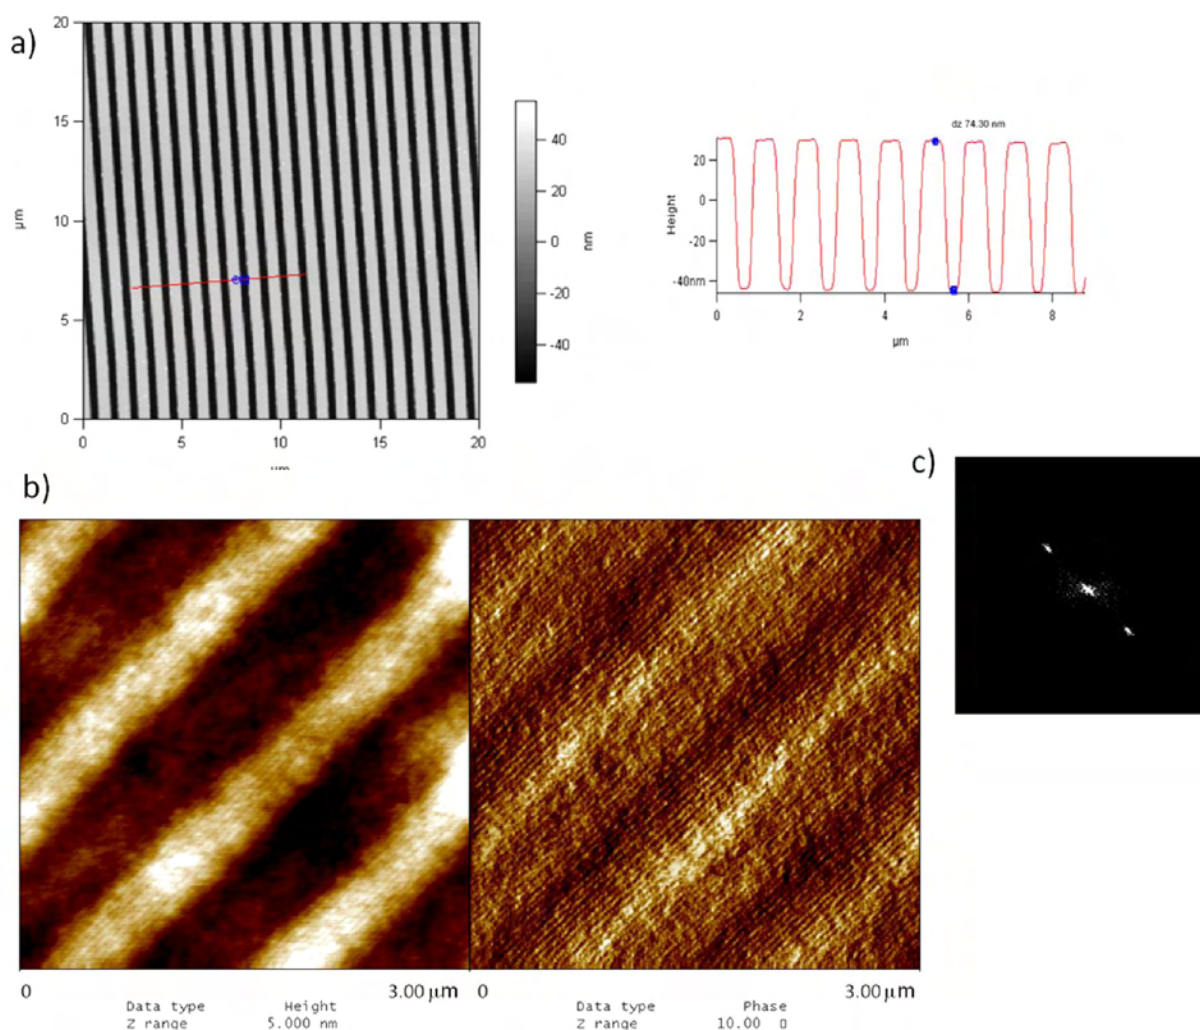 a)
20
15
10
5
0
µm
0 5 10 15 20
40
20
0
-20
-40
nm
dz 74.30 nm
20
0
-20
-40nm
Height
0 2 4 6 8
µm
b)
c)
0 3.00 µm 0 3.00 µm
Data type Height Data type Phase
Z range 5.000 nm Z range 10.00